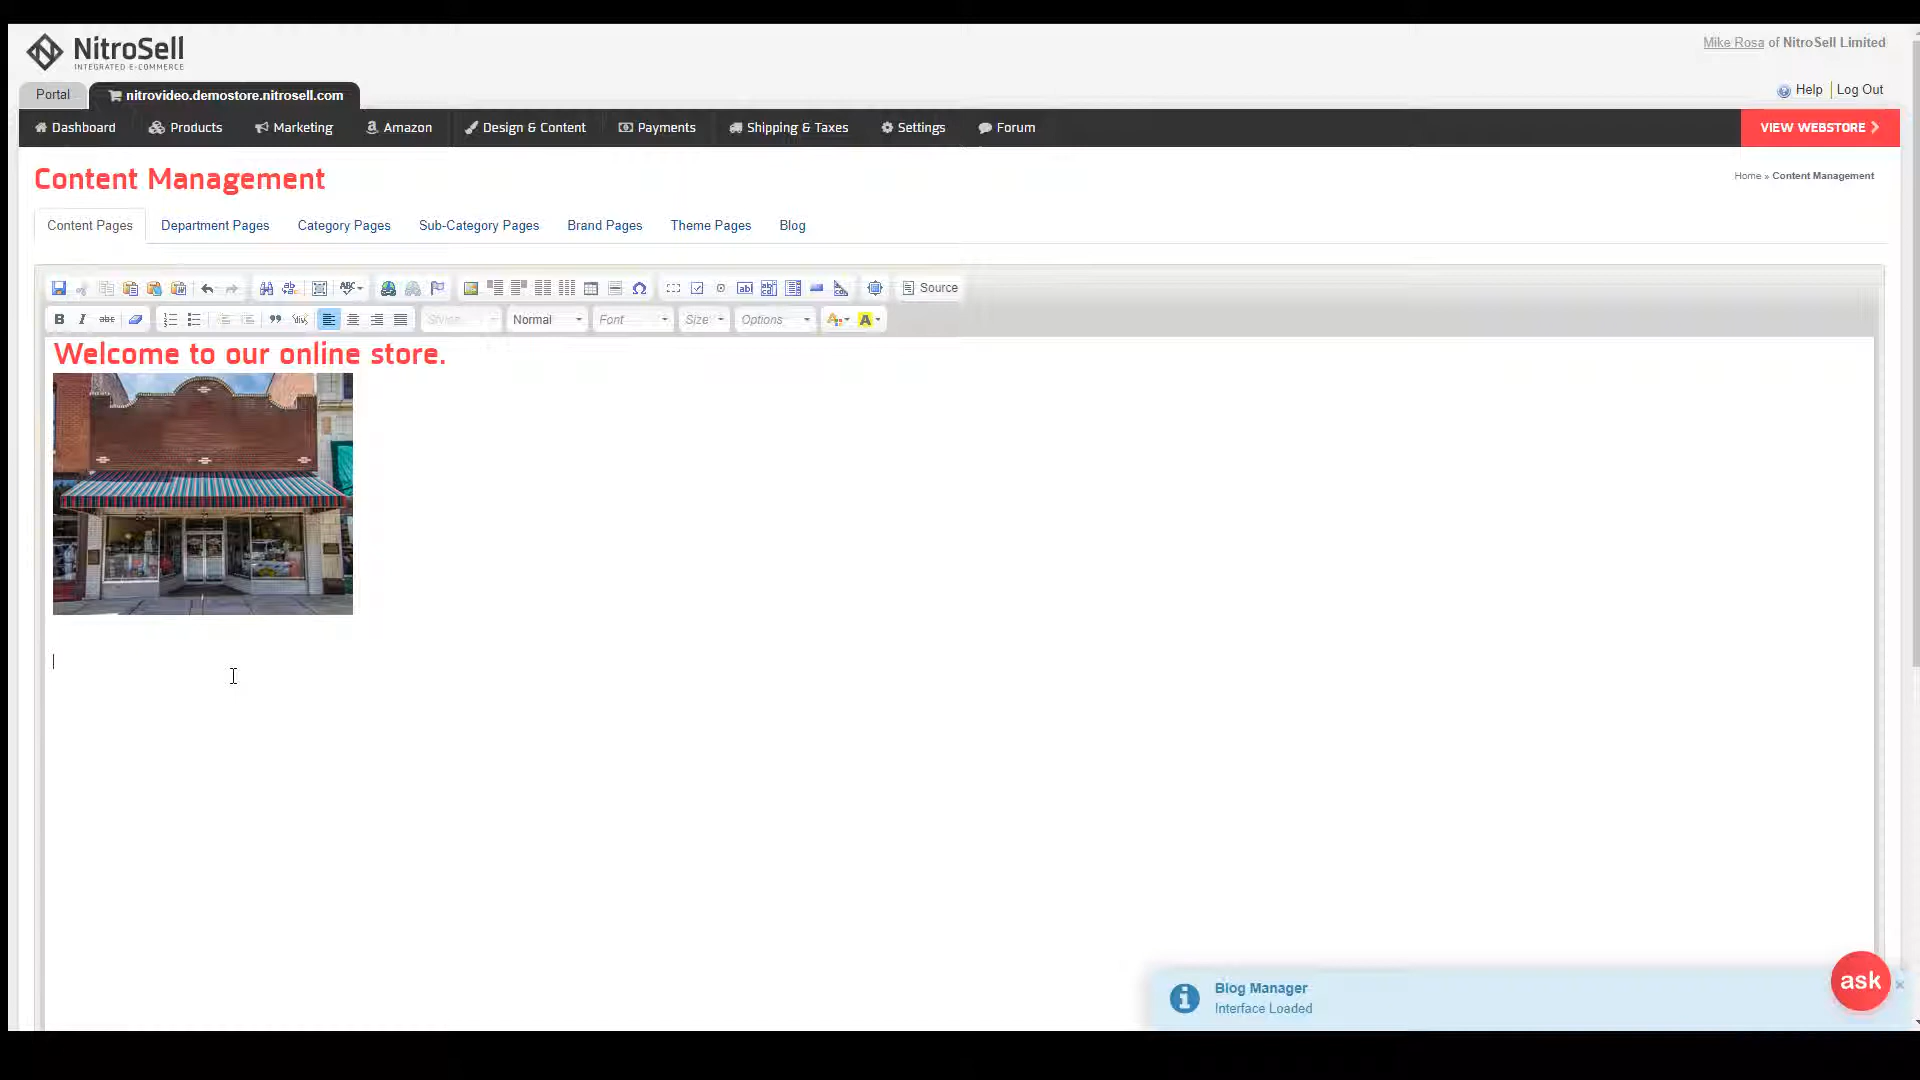 NitroSell
INTEGRATED E-COMMERCE
Mike Rosa of NitroSell Limited
Portal
nitrovideo.demostore.nitrosell.com
Help
Log Out
Dashboard
Products
Marketing
Amazon
Design & Content
Payments
Shipping & Taxes
Settings
Forum
VIEW WEBSTORE
Content Management
Home » Content Management
Content Pages
Department Pages
Category Pages
Sub-Category Pages
Brand Pages
Theme Pages
Blog
Source
Styles
Normal
Font
Size
Options
Welcome to our online store.
Blog Manager
Interface Loaded
ask